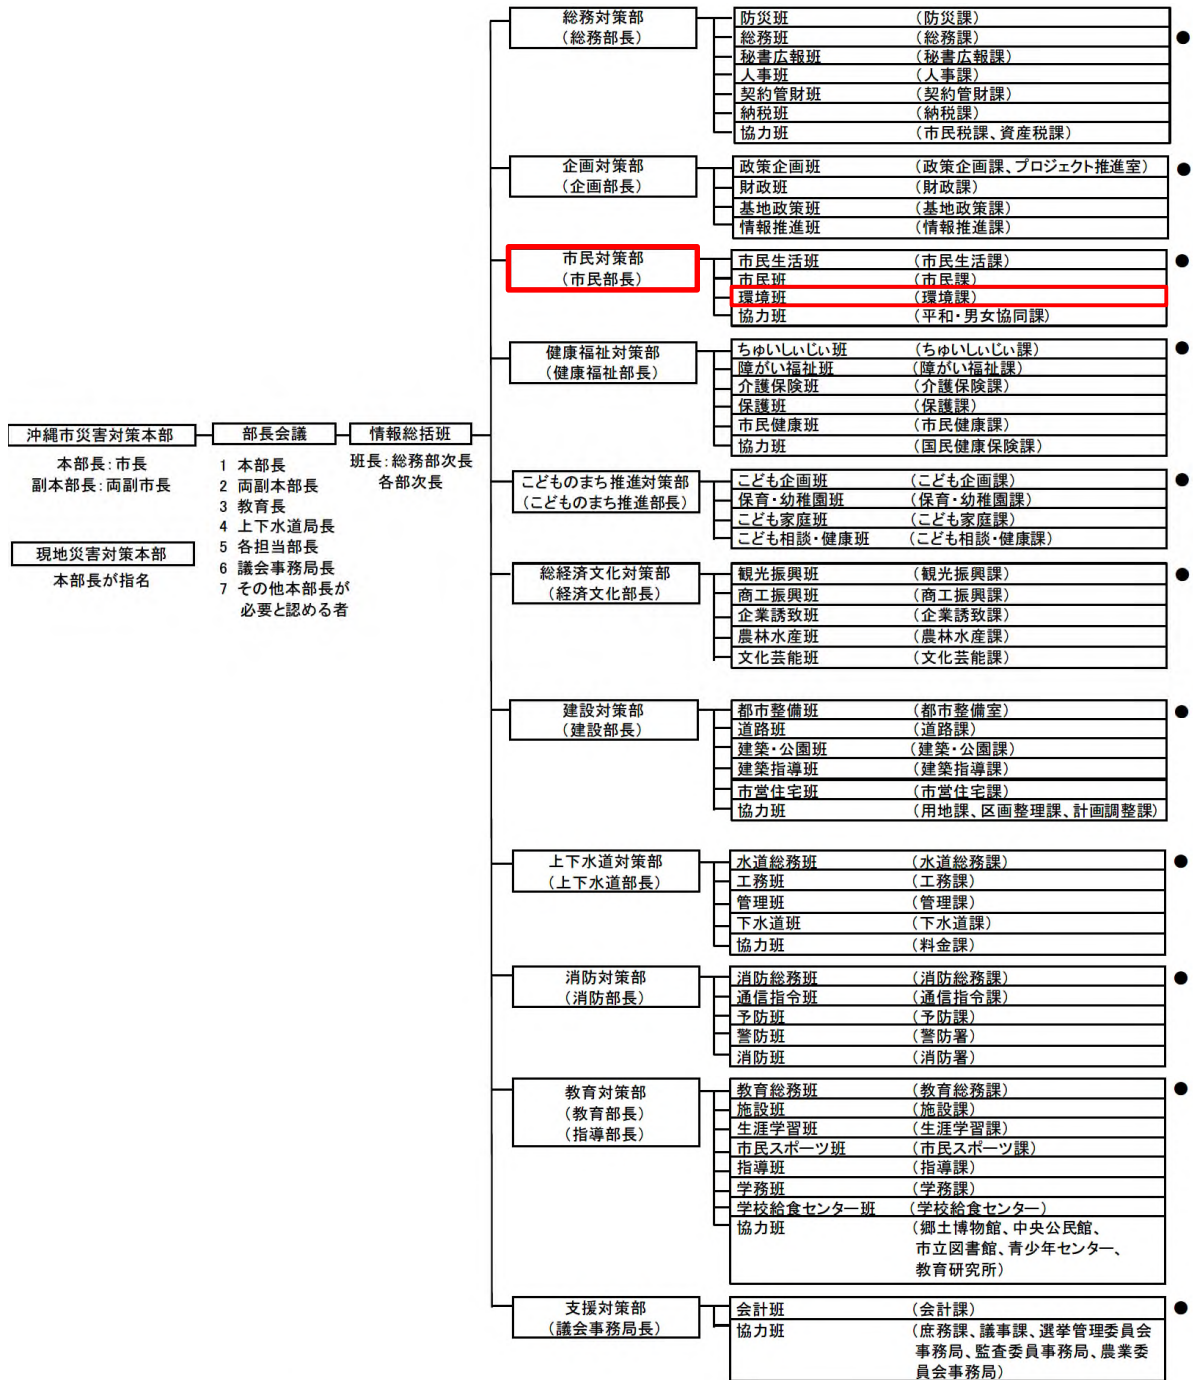 沖縄市災害対策本部
本部長：市長
副本部長：両副市長
現地災害対策本部
本部長が指名
部長会議
1 本部長
2 両副本部長
3 教育長
4 上下水道局長
5 各担当部長
6 議会事務局長
7 その他本部長が
必要と認める者
情報総括班
班長：総務部次長
各部次長
総務対策部
（総務部長）
防災班 （防災課）
総務班 （総務課） ●
秘書広報班 （秘書広報課）
人事班 （人事課）
契約管財班 （契約管財課）
納税班 （納税課）
協力班 （市民税課、資産税課）
企画対策部
（企画部長）
政策企画班 （政策企画課、プロジェクト推進室） ●
財政班 （財政課）
基地政策班 （基地政策課）
情報推進班 （情報推進課）
市民対策部
（市民部長）
市民生活班 （市民生活課） ●
市民班 （市民課）
環境班 （環境課）
協力班 （平和・男女協同課）
健康福祉対策部
（健康福祉部長）
ちゅいしぃじぃ班 （ちゅいしぃじぃ課） ●
障がい福祉班 （障がい福祉課）
介護保険班 （介護保険課）
保護班 （保護課）
市民健康班 （市民健康課）
協力班 （国民健康保険課）
こどものまち推進対策部
（こどものまち推進部長）
こども企画班 （こども企画課） ●
保育・幼稚園班 （保育・幼稚園課）
こども家庭班 （こども家庭課）
こども相談・健康班 （こども相談・健康課）
総経済文化対策部
（経済文化部長）
観光振興班 （観光振興課） ●
商工振興班 （商工振興課）
企業誘致班 （企業誘致課）
農林水産班 （農林水産課）
文化芸能班 （文化芸能課）
建設対策部
（建設部長）
都市整備班 （都市整備室） ●
道路班 （道路課）
建築・公園班 （建築・公園課）
建築指導班 （建築指導課）
市営住宅班 （市営住宅課）
協力班 （用地課、区画整理課、計画調整課）
上下水道対策部
（上下水道部長）
水道総務班 （水道総務課） ●
工務班 （工務課）
管理班 （管理課）
下水道班 （下水道課）
協力班 （料金課）
消防対策部
（消防部長）
消防総務班 （消防総務課） ●
通信指令班 （通信指令課）
予防班 （予防課）
警防班 （警防署）
消防班 （消防署）
教育対策部
（教育部長）
（指導部長）
教育総務班 （教育総務課） ●
施設班 （施設課）
生涯学習班 （生涯学習課）
市民スポーツ班 （市民スポーツ課）
指導班 （指導課）
学務班 （学務課）
学校給食センター班 （学校給食センター）
協力班 （郷土博物館、中央公民館、
市立図書館、青少年センター、
教育研究所）
支援対策部
（議会事務局長）
会計班 （会計課） ●
協力班 （庶務課、議事課、選挙管理委員会
事務局、監査委員事務局、農業委
員会事務局）